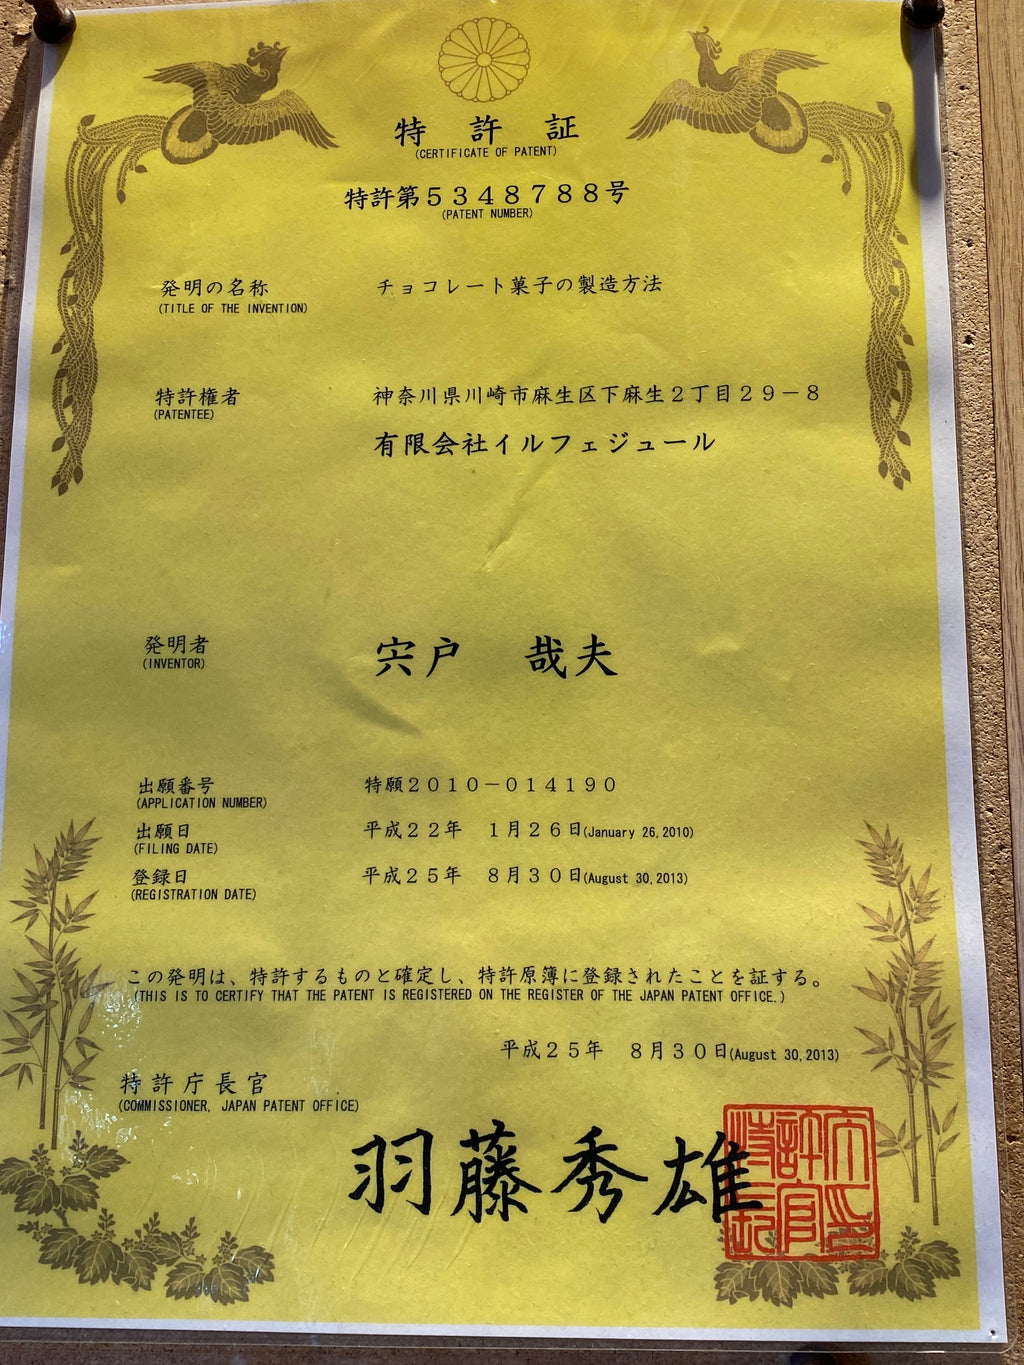 特許証
(CERTIFICATE OF PATENT)
特許第5348788号
(PATENT NUMBER)
発明の名称 チョコレート菓子の製造方法
(TITLE OF THE INVENTION)
特許権者 神奈川県川崎市麻生区下麻生2丁目29-8
(PATENTEE)
有限会社イルフェジュール
発明者 宍戸 哉夫
(INVENTOR)
出願番号 特願2010-014190
(APPLICATION NUMBER)
出願日 平成22年 1月26日(January 26,2010)
(FILING DATE)
登録日 平成25年 8月30日(August 30,2013)
(REGISTRATION DATE)
この発明は、特許するものと確定し、特許原簿に登録されたことを証する。
(THIS IS TO CERTIFY THAT THE PATENT IS REGISTERED ON THE REGISTER OF THE JAPAN PATENT OFFICE.)
平成25年 8月30日(August 30,2013)
特許庁長官
(COMMISSIONER, JAPAN PATENT OFFICE)
羽藤秀雄